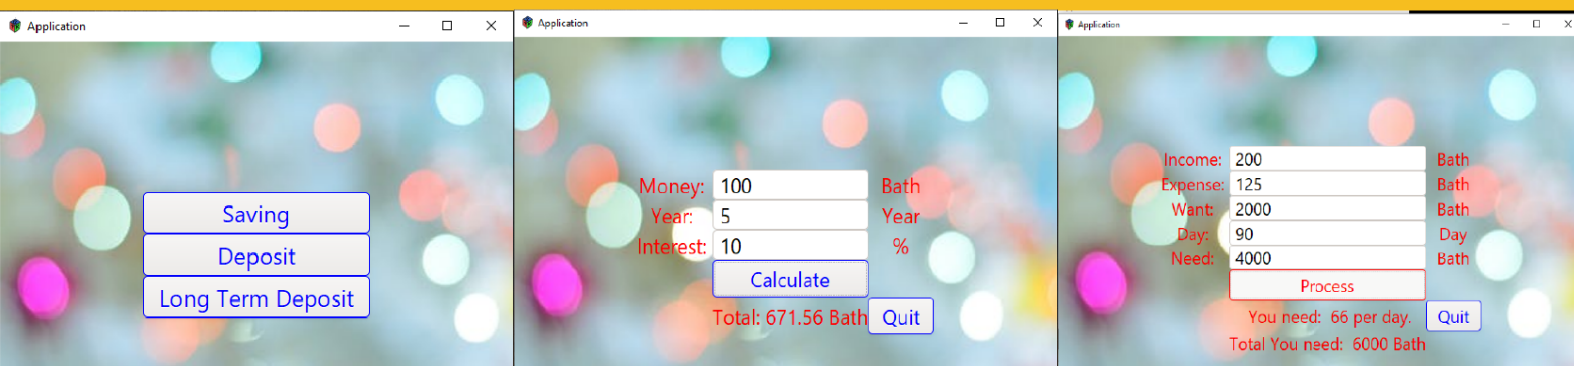 Application
Saving
Deposit
Long Term Deposit
Application
Money: 100 Bath
Year: 5 Year
Interest: 10 %
Calculate
Total: 671.56 Bath Quit
Application
Income: 200 Bath
Expense: 125 Bath
Want: 2000 Bath
Day: 90 Day
Need: 4000 Bath
Process
You need: 66 per day. Quit
Total You need: 6000 Bath